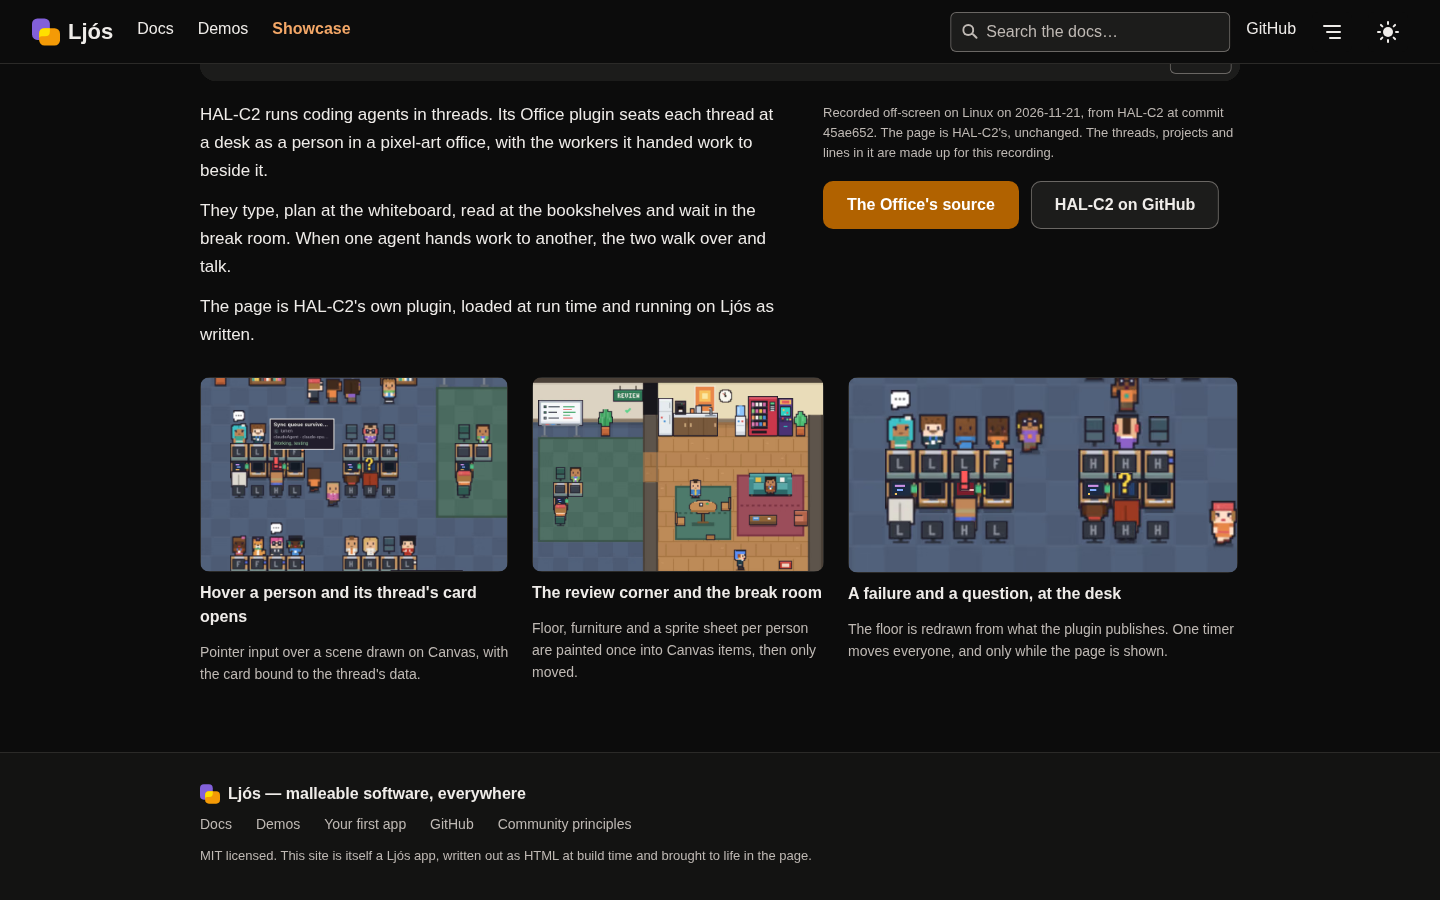 Ljós
Docs
Demos
Showcase
Search the docs…
GitHub
HAL-C2 runs coding agents in threads. Its Office plugin seats each thread at
a desk as a person in a pixel-art office, with the workers it handed work to
beside it.
They type, plan at the whiteboard, read at the bookshelves and wait in the
break room. When one agent hands work to another, the two walk over and
talk.
The page is HAL-C2's own plugin, loaded at run time and running on Ljós as
written.
Recorded off-screen on Linux on 2026-11-21, from HAL-C2 at commit
45ae652. The page is HAL-C2's, unchanged. The threads, projects and
lines in it are made up for this recording.
The Office's source
HAL-C2 on GitHub
Sync queue survive...
Working, testing
REVIEW
L L L F H H H
?
L L L H H H
Hover a person and its thread's card
opens
Pointer input over a scene drawn on Canvas, with
the card bound to the thread's data.
The review corner and the break room
Floor, furniture and a sprite sheet per person
are painted once into Canvas items, then only
moved.
A failure and a question, at the desk
The floor is redrawn from what the plugin publishes. One timer
moves everyone, and only while the page is shown.
Ljós — malleable software, everywhere
Docs
Demos
Your first app
GitHub
Community principles
MIT licensed. This site is itself a Ljós app, written out as HTML at build time and brought to life in the page.